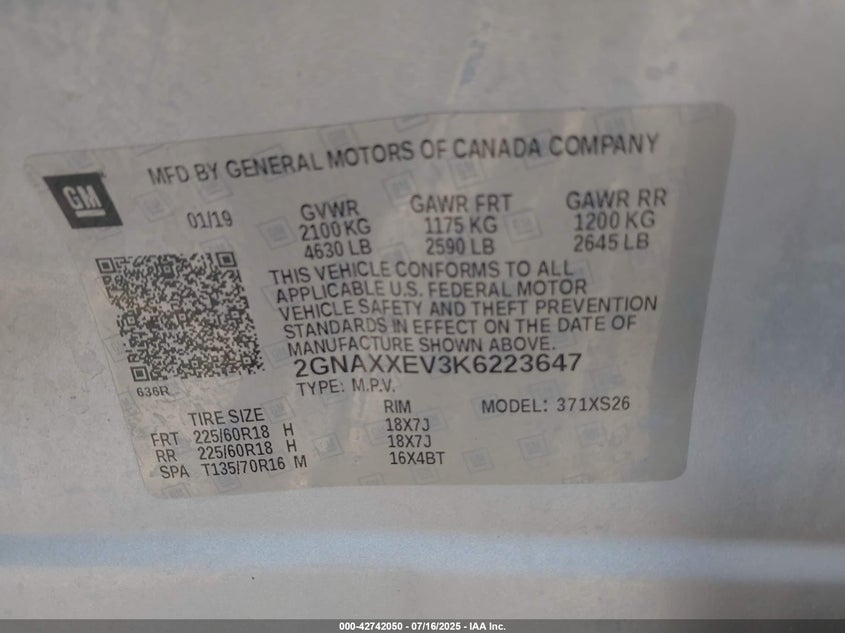 MFD BY GENERAL MOTORS OF CANADA COMPANY
GM
01/19
GVWR
2100 KG
4630 LB
GAWR FRT
1175 KG
2590 LB
GAWR RR
1200 KG
2645 LB
THIS VEHICLE CONFORMS TO ALL
APPLICABLE U.S. FEDERAL MOTOR
VEHICLE SAFETY AND THEFT PREVENTION
STANDARDS IN EFFECT ON THE DATE OF
MANUFACTURE SHOWN ABOVE.
2GNAXXEV3K6223647
TYPE: M.P.V.
636R
TIRE SIZE
RIM
MODEL: 371XS26
FRT 225/60R18 H 18X7J
RR 225/60R18 H 18X7J
SPA T135/70R16 M 16X4BT
000-42742050 - 07/16/2025 - IAA Inc.